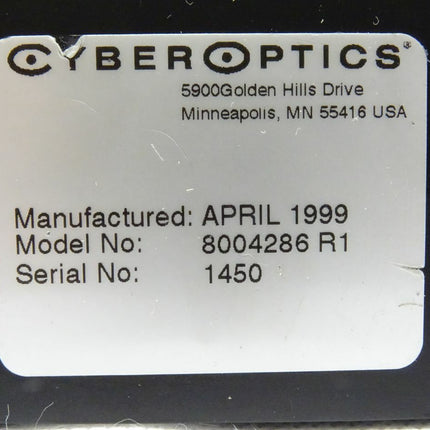 CYBEROPTICS®
5900Golden Hills Drive
Minneapolis, MN 55416 USA
Manufactured: APRIL 1999
Model No: 8004286 R1
Serial No: 1450